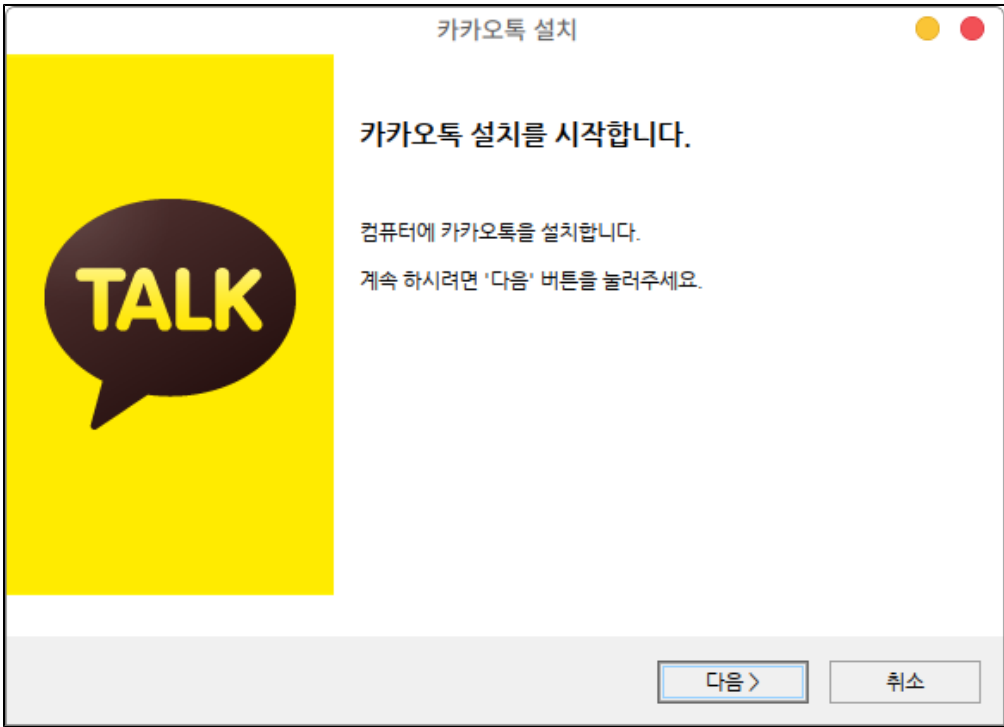 카카오톡 설치
카카오톡 설치를 시작합니다.
TALK
컴퓨터에 카카오톡을 설치합니다.
계속 하시려면 '다음' 버튼을 눌러주세요.
다음 >
취소